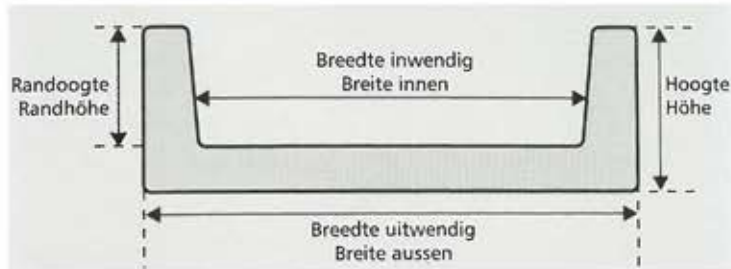 Randoogte
Randhöhe
Breedte inwendig
Breite innen
Hoogte
Höhe
Breedte uitwendig
Breite aussen